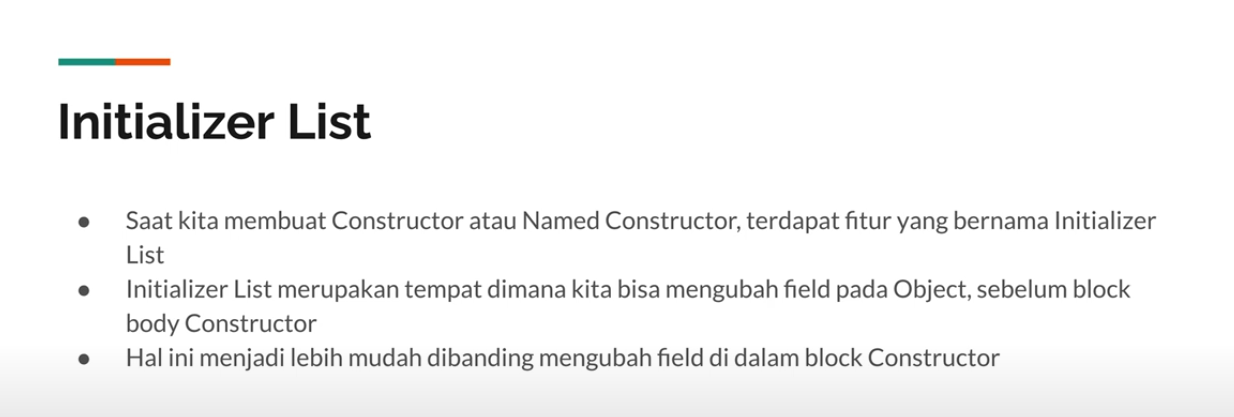 Initializer List
● Saat kita membuat Constructor atau Named Constructor, terdapat fitur yang bernama Initializer
List
● Initializer List merupakan tempat dimana kita bisa mengubah field pada Object, sebelum block
body Constructor
● Hal ini menjadi lebih mudah dibanding mengubah field di dalam block Constructor